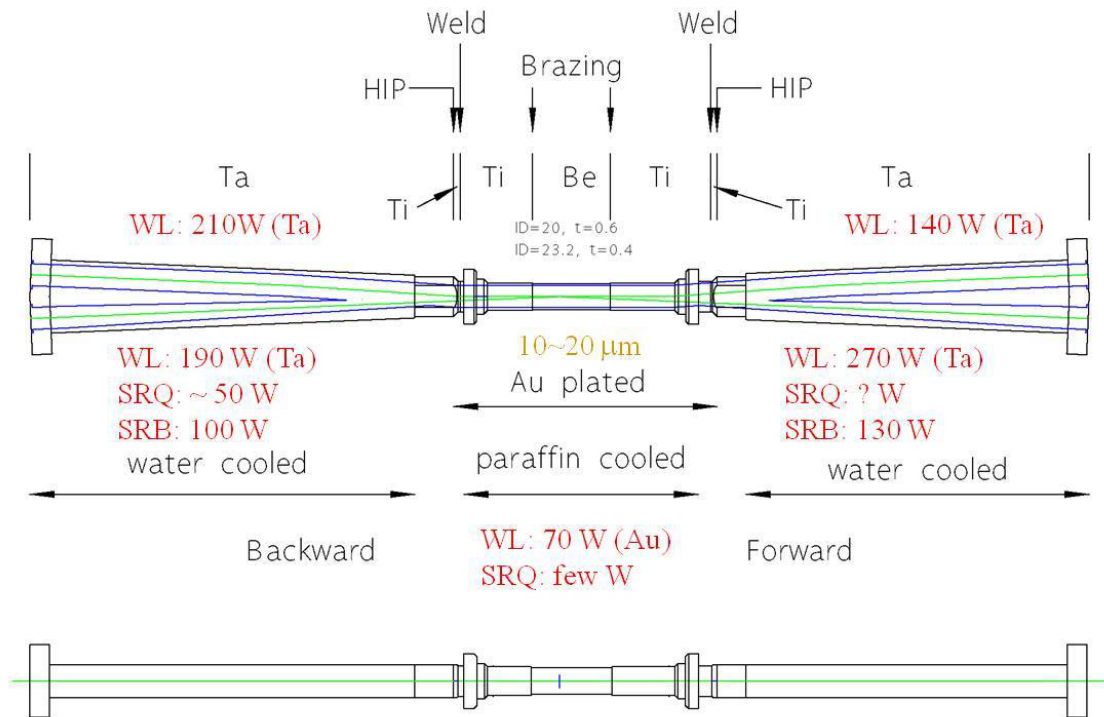 Weld
Weld
Brazing
HIP
HIP
Ta
Ti
Be
Ti
Ta
Ti
Ti
WL: 210W (Ta)
ID=20, t=0.6
ID=23.2, t=0.4
WL: 140W (Ta)
WL: 190 W (Ta)
SRQ: ~ 50 W
SRB: 100 W
10~20 μm
Au plated
WL: 270 W (Ta)
SRQ: ? W
SRB: 130 W
water cooled
paraffin cooled
water cooled
Backward
WL: 70 W (Au)
SRQ: few W
Forward